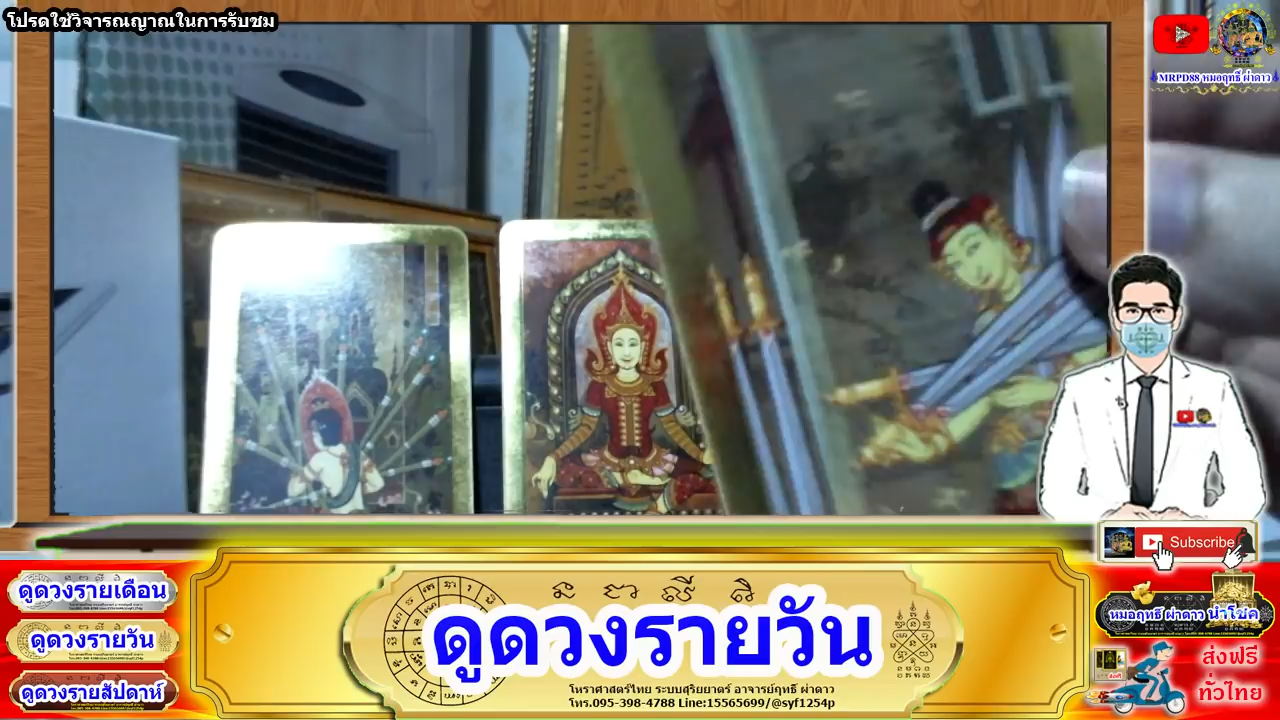 โปรดใช้วิจารณญาณในการรับชม
MRPD88 หมอฤทธิ์ ผ่าดาว
Subscribe
ดูดวงรายเดือน
ดูดวงรายวัน
ดูดวงรายสัปดาห์
ดูดวงรายวัน
โหราศาสตร์ไทย ระบบสุริยยาตร์ อาจารย์ฤทธิ์ ผ่าดาว
โทร.095-398-4788 Line:15565699/@syf1254p
หมอฤทธิ์ ผ่าดาว นำโชค
ส่งฟรี
ทั่วไทย